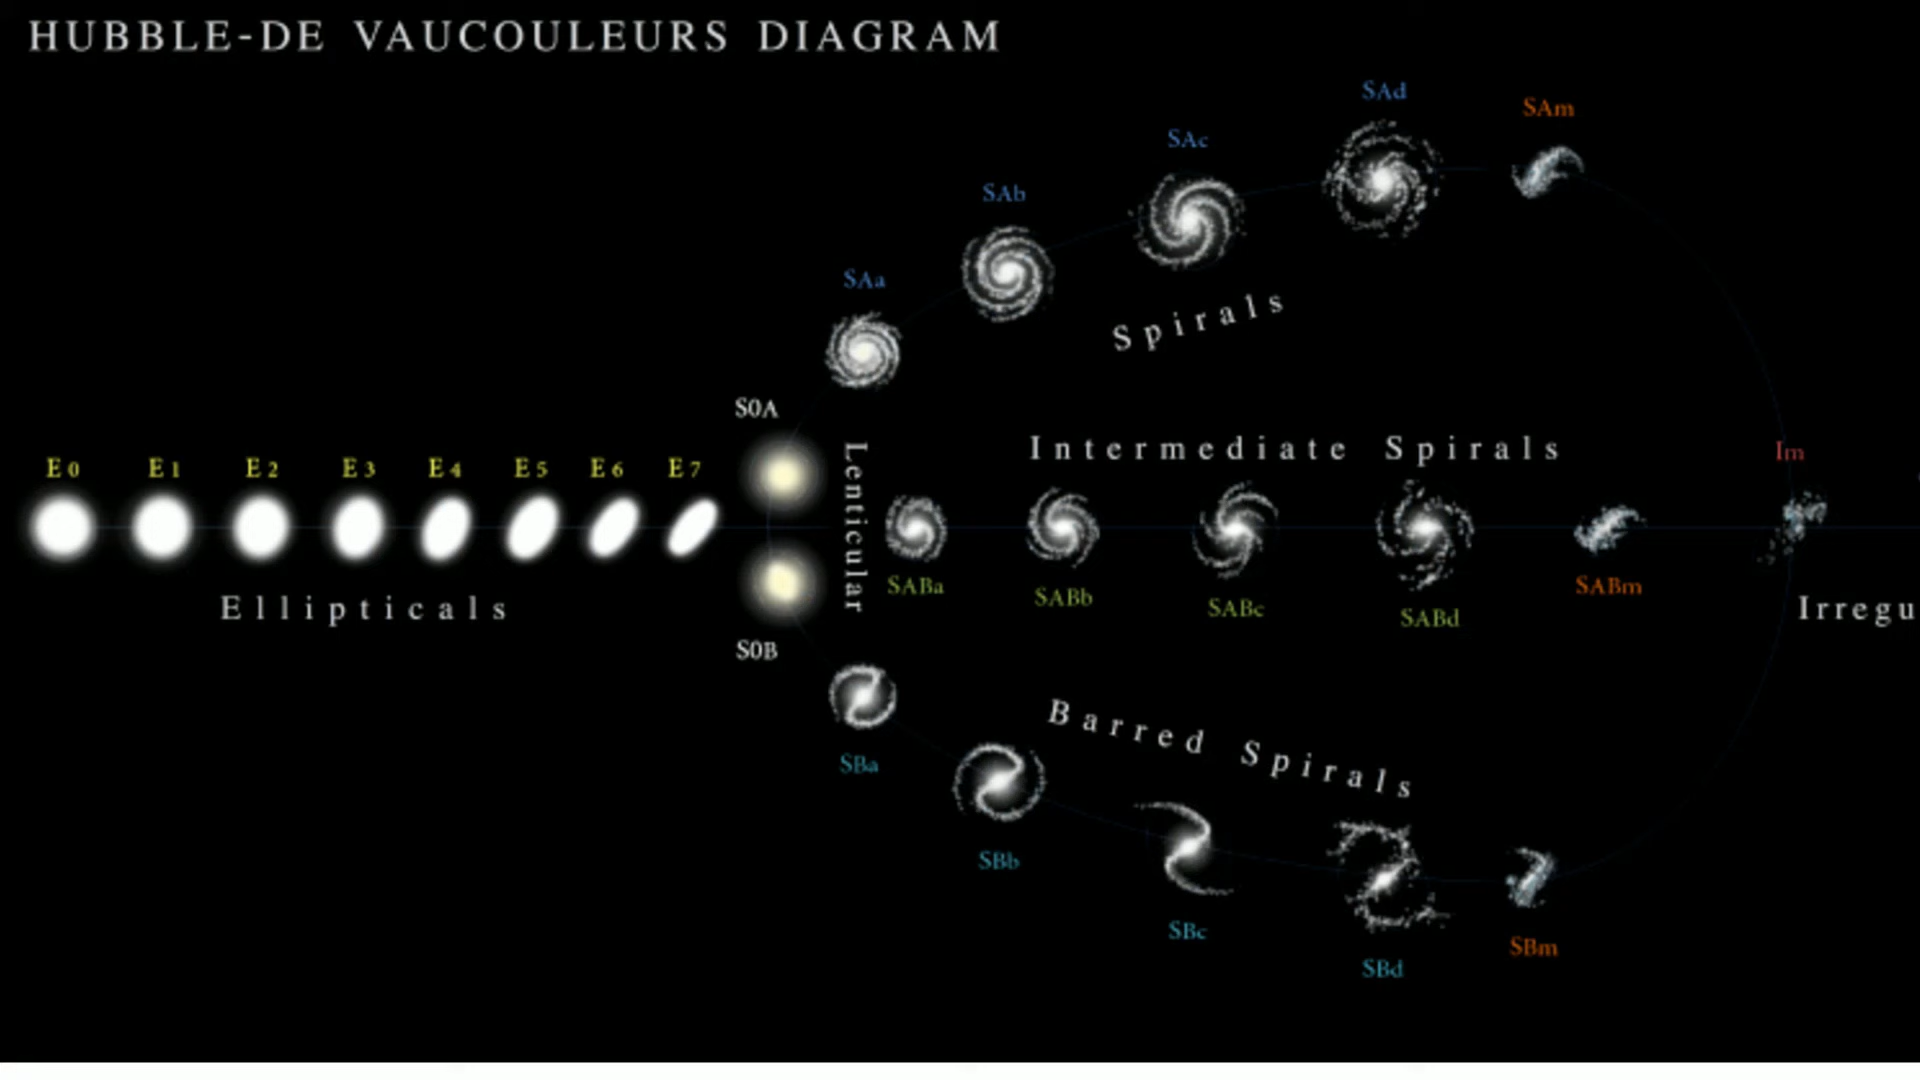 HUBBLE-DE VAUCOULEURS DIAGRAM
SAd
SAm
SAc
SAb
SAa
Spirals
S0A
Lenticular
Intermediate Spirals
Im
E0 E1 E2 E3 E4 E5 E6 E7
SABa
SABb
SABc
SABd
SABm
Ellipticals
Irregu
S0B
Barred Spirals
SBa
SBb
SBc
SBd
SBm